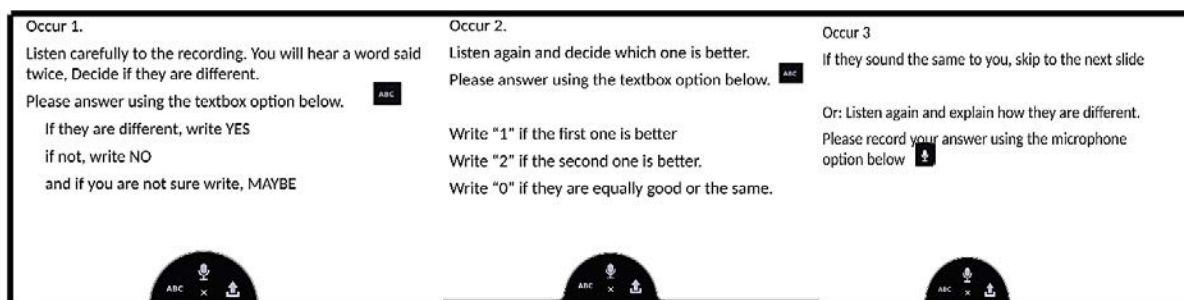 Occur 1.
Listen carefully to the recording. You will hear a word said
twice, Decide if they are different.
Please answer using the textbox option below. ABC
If they are different, write YES
if not, write NO
and if you are not sure write, MAYBE
ABC ×
Occur 2.
Listen again and decide which one is better.
Please answer using the textbox option below. ABC
Write "1" if the first one is better
Write "2" if the second one is better.
Write "0" if they are equally good or the same.
ABC ×
Occur 3
If they sound the same to you, skip to the next slide
Or: Listen again and explain how they are different.
Please record your answer using the microphone
option below
ABC ×